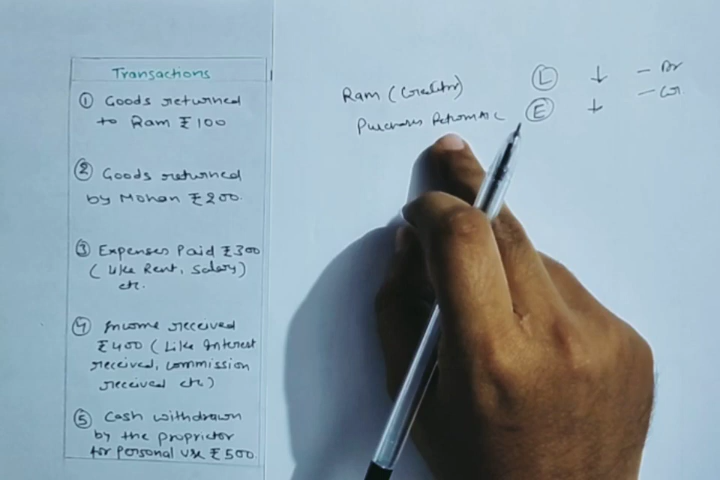 Transactions
① Goods returned
to Ram ₹100
② Goods returned
by Mohan ₹200.
③ Expenses Paid ₹300
(Like Rent, Salary)
etc.
④ Income received
₹400 (Like Interest
received, commission
received etc)
⑤ Cash withdrawn
by the proprietor
for Personal use ₹500
Ram (Creditor) Ⓛ ↓ - Dr
Purchases Return A/c Ⓔ ↓ - Cr